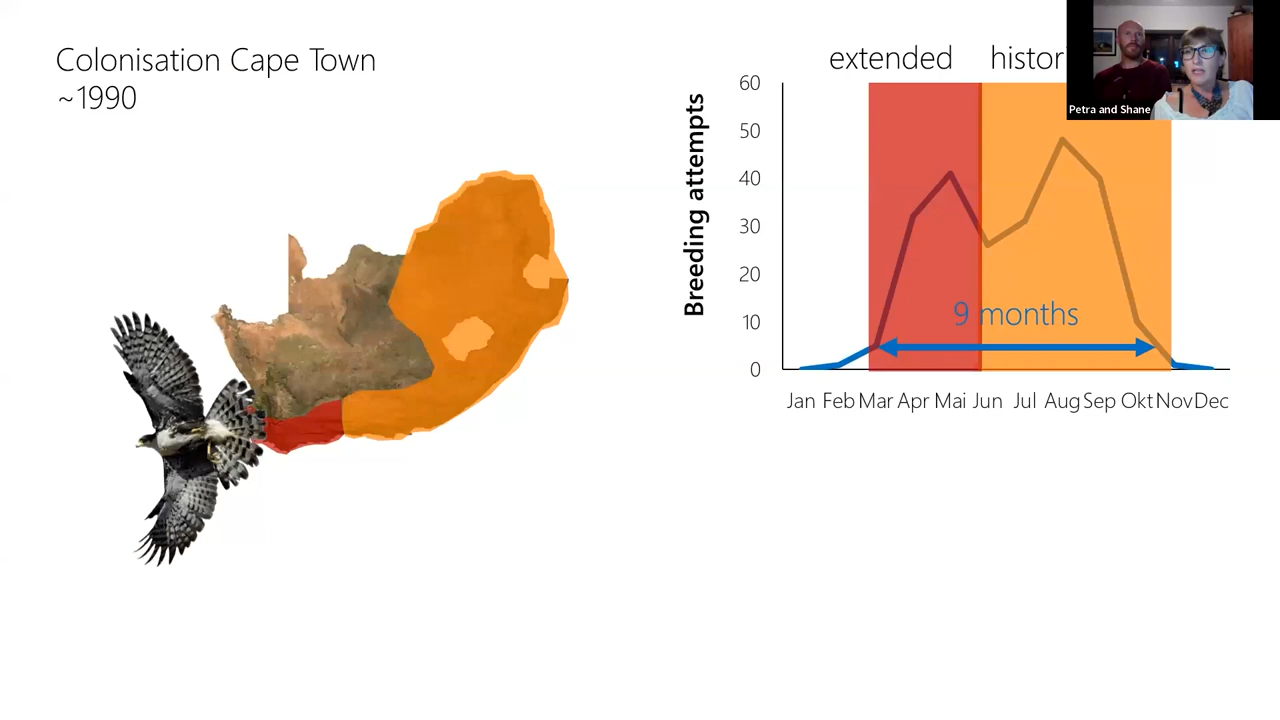 Colonisation Cape Town
~1990
extended
Petra and Shane
Breeding attempts
60
50
40
30
20
10
0
9 months
Jan Feb Mar Apr Mai Jun Jul Aug Sep Okt Nov Dec